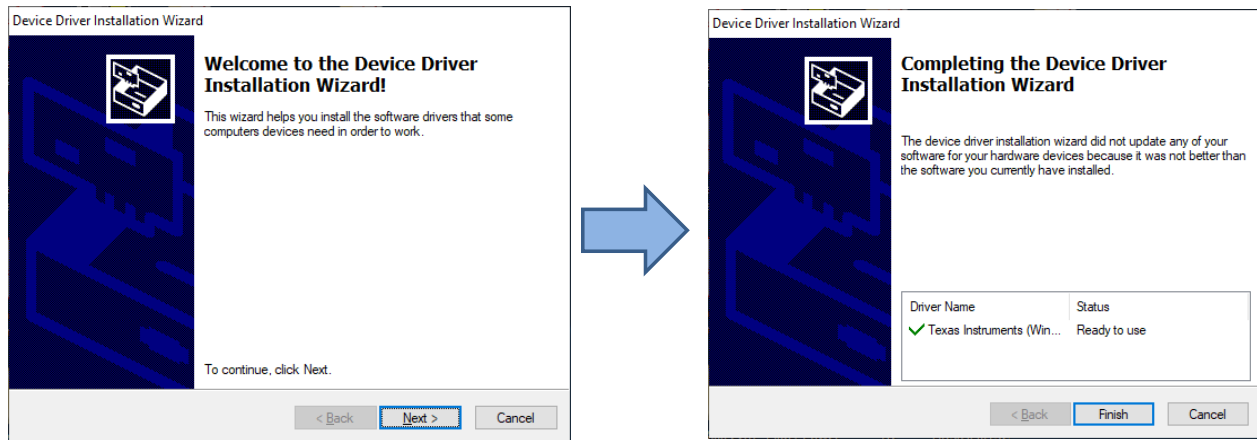 Device Driver Installation Wizard
Welcome to the Device Driver
Installation Wizard!
This wizard helps you install the software drivers that some
computers devices need in order to work.
To continue, click Next.
< Back
Next >
Cancel
Device Driver Installation Wizard
Completing the Device Driver
Installation Wizard
The device driver installation wizard did not update any of your
software for your hardware devices because it was not better than
the software you currently have installed.
Driver Name Status
Texas Instruments (Win... Ready to use
< Back
Finish
Cancel